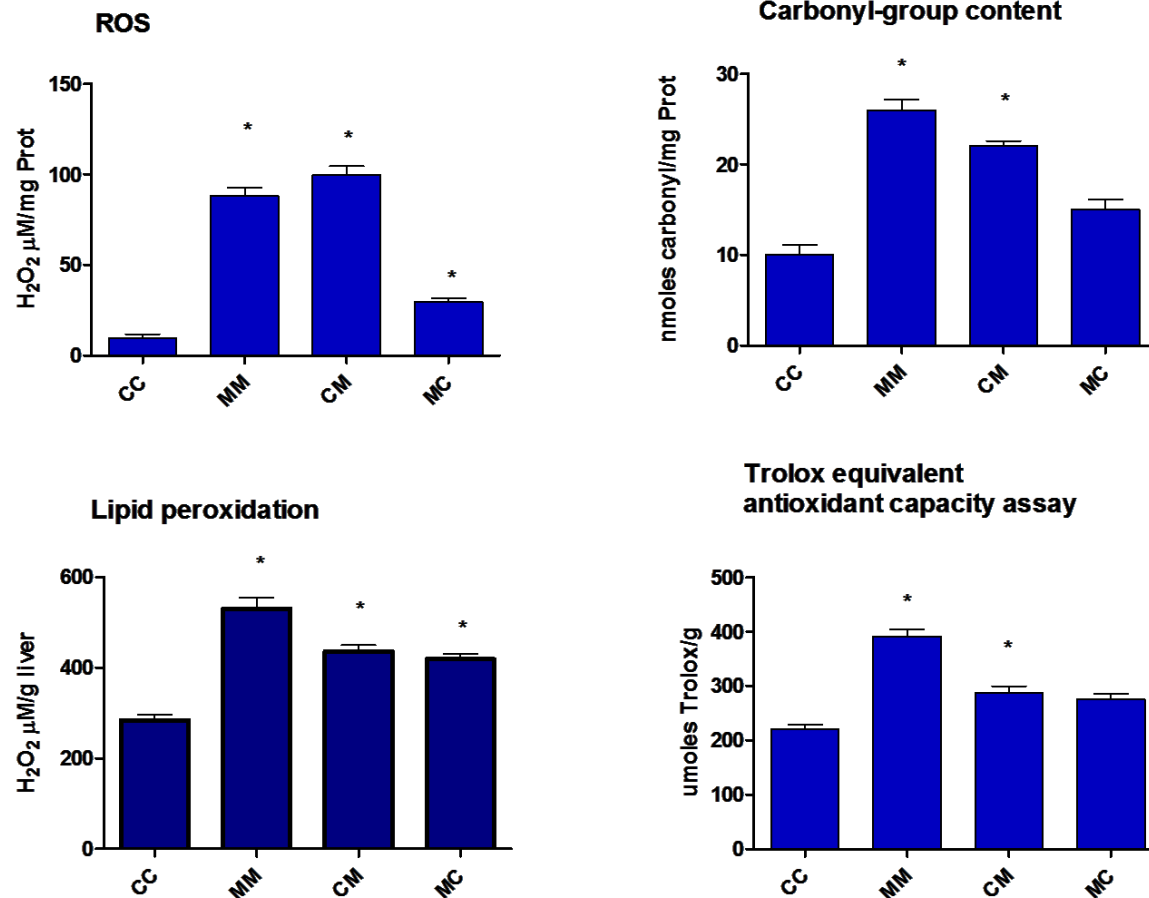 ROS
H₂O₂ μM/mg Prot
150
100
50
0
*
*
*
CC
MM
CM
MC
Carbonyl-group content
nmoles carbonyl/mg Prot
30
20
10
0
*
*
CC
MM
CM
MC
Lipid peroxidation
H₂O₂ μM/g liver
600
400
200
0
*
*
*
CC
MM
CM
MC
Trolox equivalent
antioxidant capacity assay
umoles Trolox/g
500
400
300
200
100
0
*
*
CC
MM
CM
MC